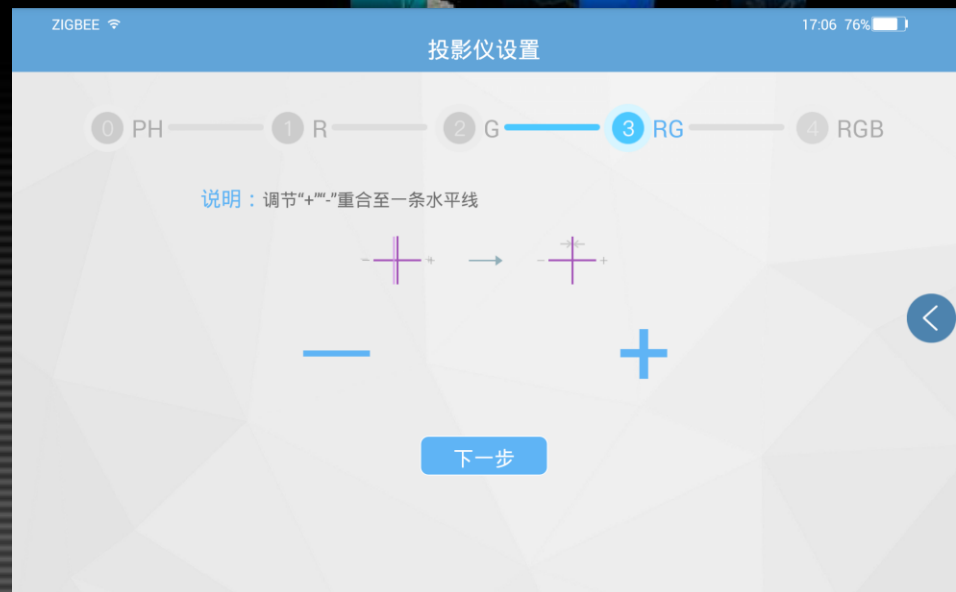 ZIGBEE 17:06 76%
投影仪设置
0 PH 1 R 2 G 3 RG 4 RGB
说明：调节“+”“-”重合至一条水平线
- + - +
- +
下一步